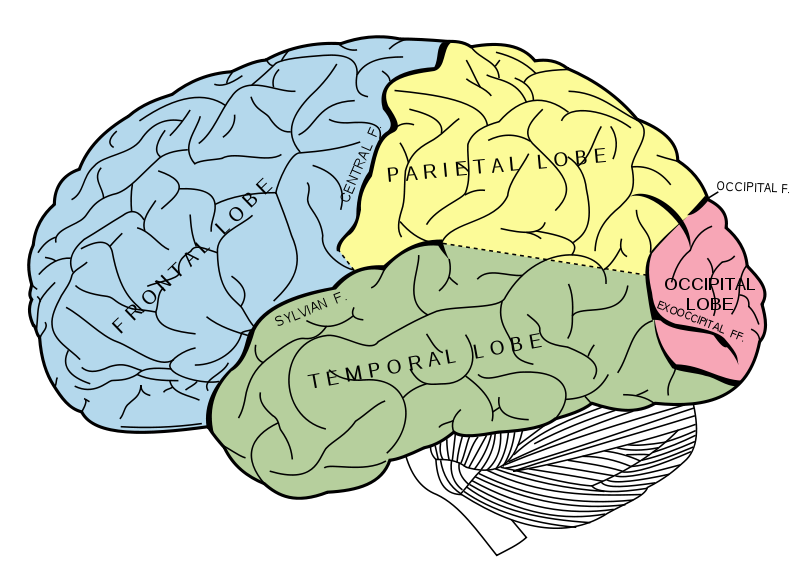 CENTRAL F.
PARIETAL LOBE
OCCIPITAL F.
FRONTAL LOBE
OCCIPITAL
LOBE
EXOOCCIPITAL FF.
SYLVIAN F.
TEMPORAL LOBE